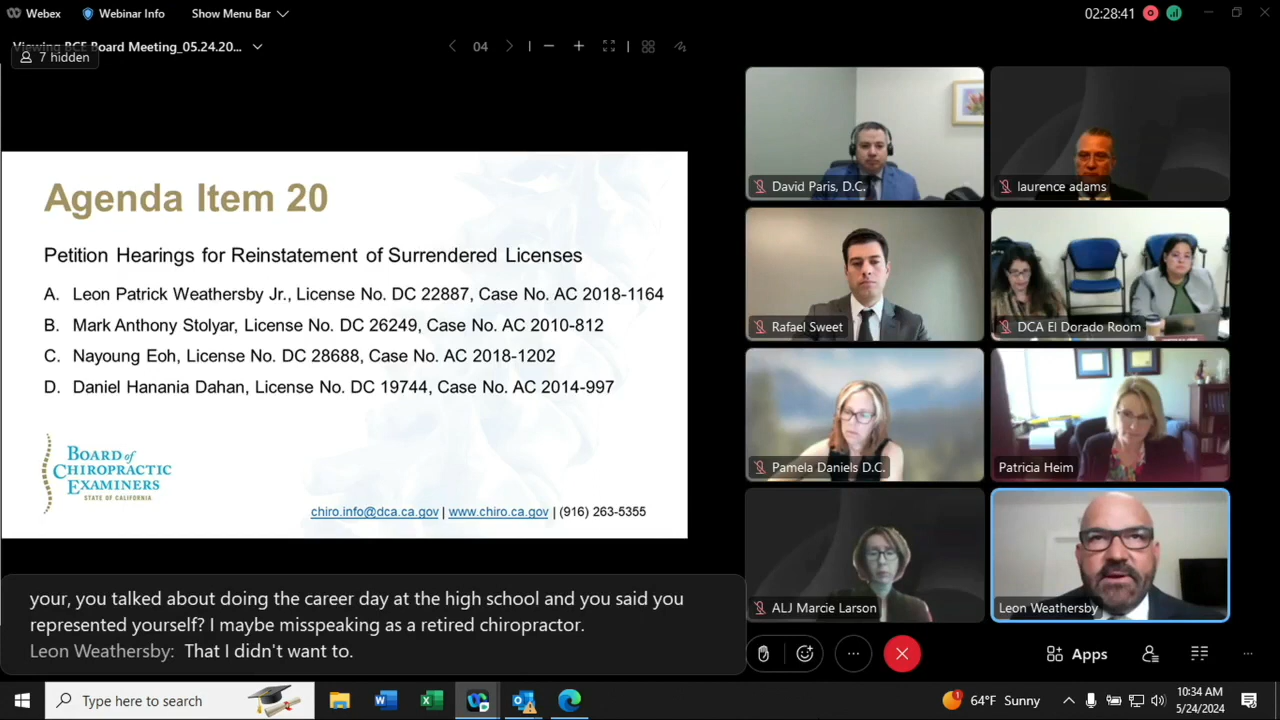 Webex
Webinar Info
Show Menu Bar
02:28:41
Viewing BCE Board Meeting_05.24.20...
04
7 hidden
Agenda Item 20
Petition Hearings for Reinstatement of Surrendered Licenses
A. Leon Patrick Weathersby Jr., License No. DC 22887, Case No. AC 2018-1164
B. Mark Anthony Stolyar, License No. DC 26249, Case No. AC 2010-812
C. Nayoung Eoh, License No. DC 28688, Case No. AC 2018-1202
D. Daniel Hanania Dahan, License No. DC 19744, Case No. AC 2014-997
BOARD of
CHIROPRACTIC
EXAMINERS
STATE OF CALIFORNIA
chiro.info@dca.ca.gov | www.chiro.ca.gov | (916) 263-5355
David Paris, D.C.
laurence adams
Rafael Sweet
DCA El Dorado Room
Pamela Daniels D.C.
Patricia Heim
ALJ Marcie Larson
Leon Weathersby
your, you talked about doing the career day at the high school and you said you
represented yourself? I maybe misspeaking as a retired chiropractor.
Leon Weathersby: That I didn't want to.
Apps
Type here to search
1
64°F Sunny
10:34 AM
5/24/2024